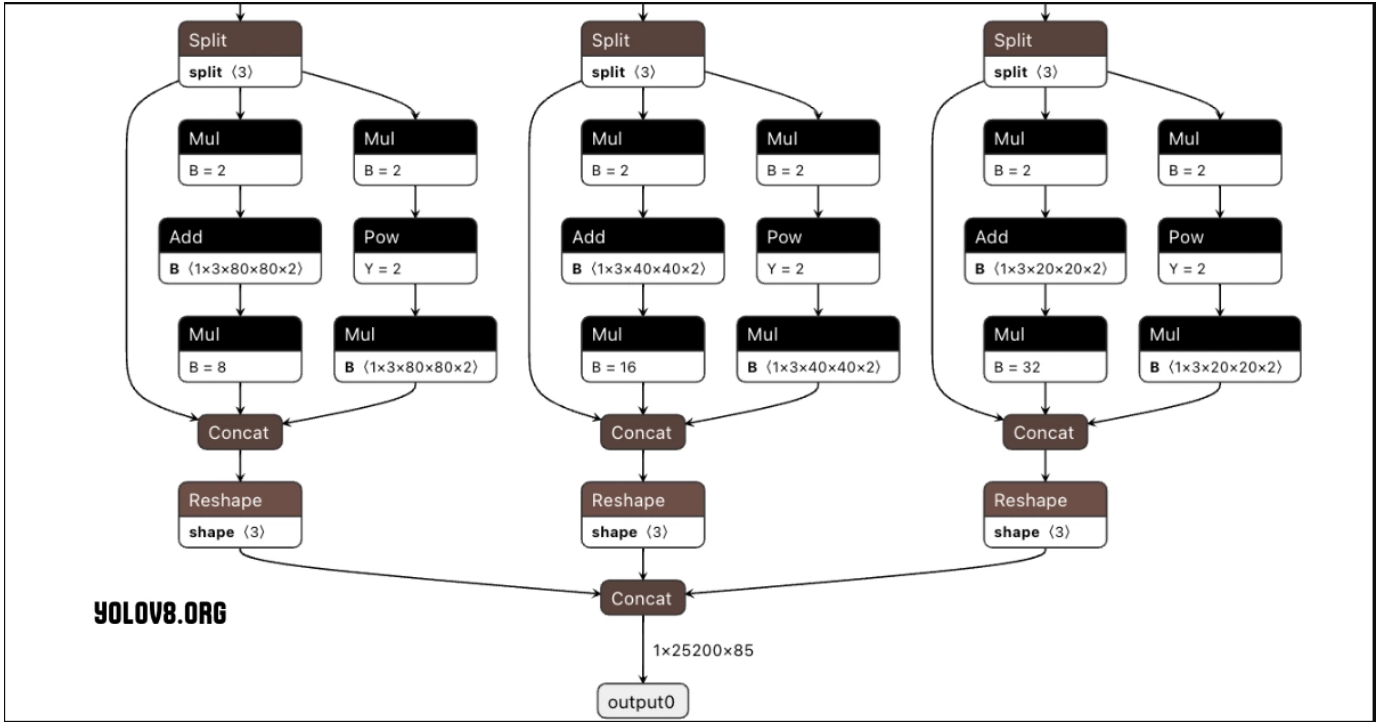 Split Split Split
split ⟨3⟩ split ⟨3⟩ split ⟨3⟩
Mul Mul Mul Mul Mul Mul
B = 2 B = 2 B = 2 B = 2 B = 2 B = 2
Add Pow Add Pow Add Pow
B ⟨1×3×80×80×2⟩ Y = 2 B ⟨1×3×40×40×2⟩ Y = 2 B ⟨1×3×20×20×2⟩ Y = 2
Mul Mul Mul Mul Mul Mul
B = 8 B ⟨1×3×80×80×2⟩ B = 16 B ⟨1×3×40×40×2⟩ B = 32 B ⟨1×3×20×20×2⟩
Concat Concat Concat
Reshape Reshape Reshape
shape ⟨3⟩ shape ⟨3⟩ shape ⟨3⟩
Concat
YOLOV8.ORG
1×25200×85
output0